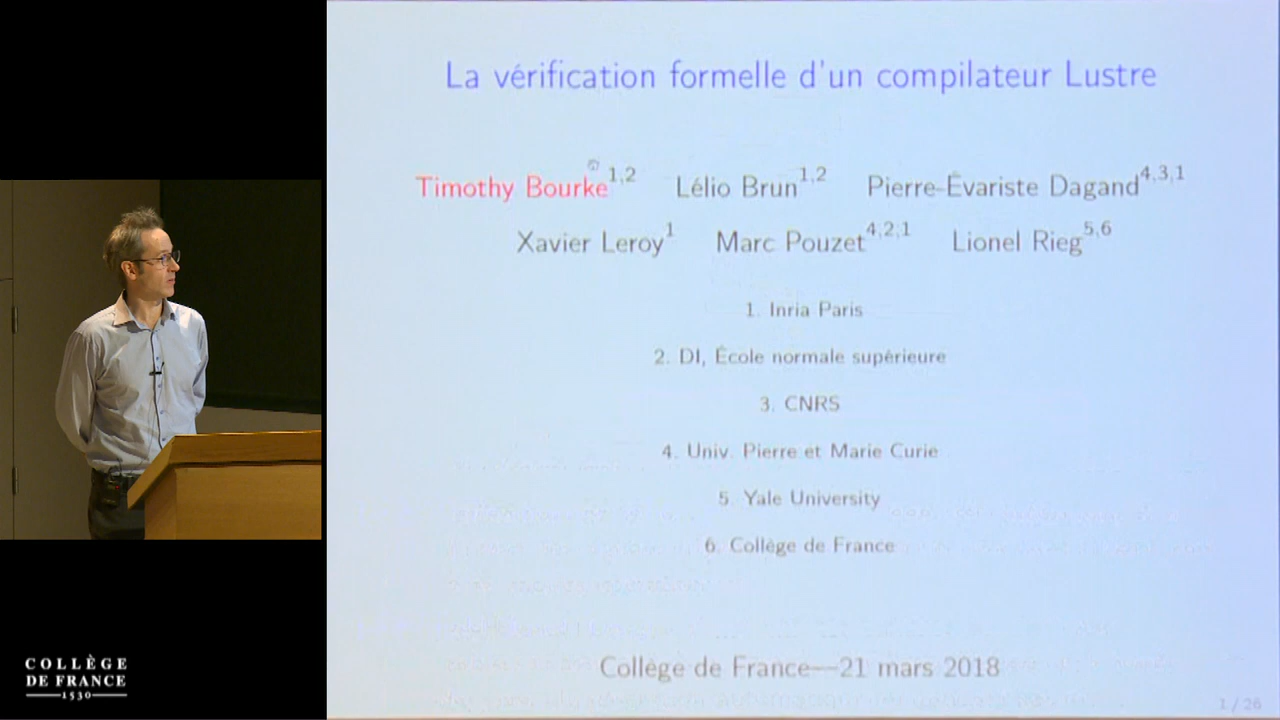 La vérification formelle d'un compilateur Lustre
Timothy Bourke1,2 Lélio Brun1,2 Pierre-Évariste Dagand4,3,1
Xavier Leroy1 Marc Pouzet4,2,1 Lionel Rieg5,6
1. Inria Paris
2. DI, École normale supérieure
3. CNRS
4. Univ. Pierre et Marie Curie
5. Yale University
6. Collège de France
Collège de France—21 mars 2018
1 / 26
COLLÈGE
DE FRANCE
1530